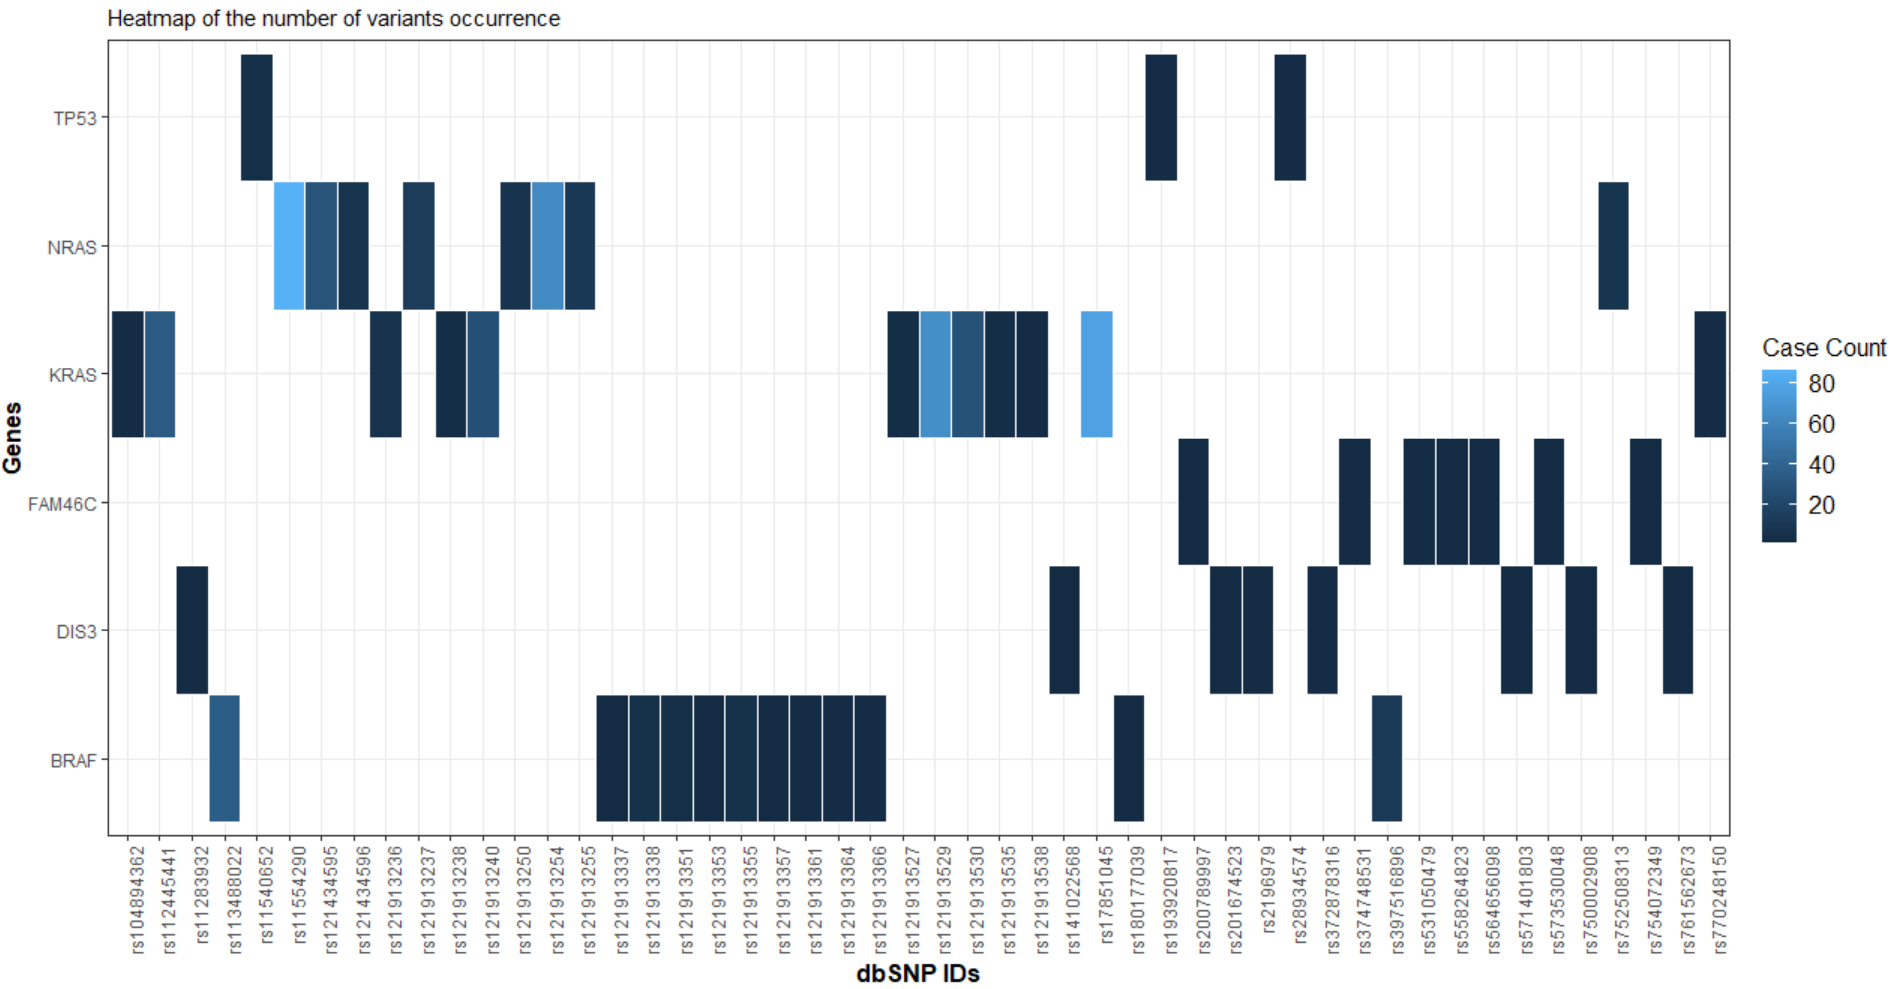 Heatmap of the number of variants occurrence
Genes
TP53
NRAS
KRAS
FAM46C
DIS3
BRAF
rs104894362
rs112445441
rs11283932
rs113488022
rs11540652
rs11554290
rs121434595
rs121434596
rs121913236
rs121913237
rs121913238
rs121913240
rs121913250
rs121913254
rs121913255
rs121913337
rs121913338
rs121913351
rs121913353
rs121913355
rs121913357
rs121913361
rs121913364
rs121913366
rs121913527
rs121913529
rs121913530
rs121913535
rs121913538
rs141022568
rs17851045
rs180177039
rs193920817
rs200789997
rs201674523
rs2196979
rs28934574
rs372878316
rs374748531
rs397516896
rs531050479
rs558264823
rs564656098
rs571401803
rs573530048
rs750002908
rs752508313
rs754072349
rs761562673
rs770248150
dbSNP IDs
Case Count
80
60
40
20